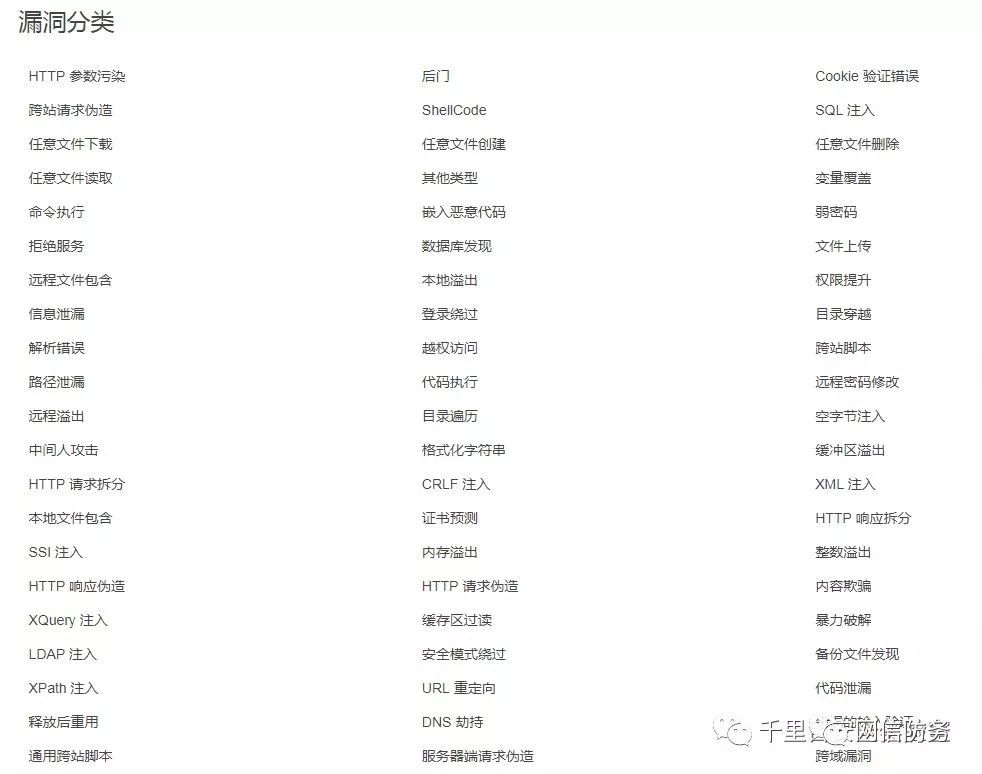 漏洞分类
HTTP 参数污染 后门 Cookie 验证错误
跨站请求伪造 ShellCode SQL 注入
任意文件下载 任意文件创建 任意文件删除
任意文件读取 其他类型 变量覆盖
命令执行 嵌入恶意代码 弱密码
拒绝服务 数据库发现 文件上传
远程文件包含 本地溢出 权限提升
信息泄漏 登录绕过 目录穿越
解析错误 越权访问 跨站脚本
路径泄漏 代码执行 远程密码修改
远程溢出 目录遍历 空字节注入
中间人攻击 格式化字符串 缓冲区溢出
HTTP 请求拆分 CRLF 注入 XML 注入
本地文件包含 证书预测 HTTP 响应拆分
SSI 注入 内存溢出 整数溢出
HTTP 响应伪造 HTTP 请求伪造 内容欺骗
XQuery 注入 缓存区过读 暴力破解
LDAP 注入 安全模式绕过 备份文件发现
XPath 注入 URL 重定向 代码泄漏
释放后重用 DNS 劫持
千里 网信防务
通用跨站脚本 服务器端请求伪造 跨域漏洞